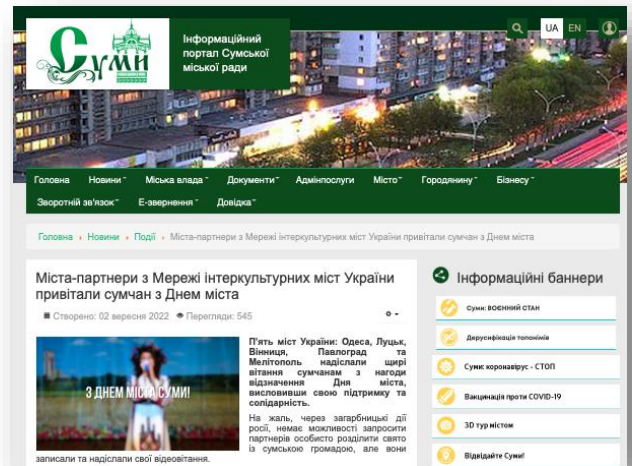 Суми
Інформаційний
портал Сумської
міської ради
UA EN
Головна Новини Міська влада Документи Адмінпослуги Місто Городянину Бізнесу
Зворотній зв'язок Е-звернення Довідка
Головна Новини Події Міста-партнери з Мережі інтеркультурних міст України привітали сумчан з Днем міста
Міста-партнери з Мережі інтеркультурних міст України
привітали сумчан з Днем міста
Створено: 02 вересня 2022 Перегляди: 545
З ДНЕМ МІСТА СУМИ!
П'ять міст України: Одеса, Луцьк,
Вінниця, Павлоград та
Мелітополь надіслали щирі
вітання сумчанам з нагоди
відзначення Дня міста,
висловивши свою підтримку та
солідарність.
На жаль, через загарбницькі дії
росії, немає можливості запросити
партнерів особисто розділити свято
із сумською громадою, але вони
записали та надіслали свої відеовітання.
Інформаційні баннери
Суми: ВОЄННИЙ СТАН
Дерусифікація топонімів
Суми: коронавірус - СТОП
Вакцинація проти COVID-19
3D тур містом
Відвідайте Суми!